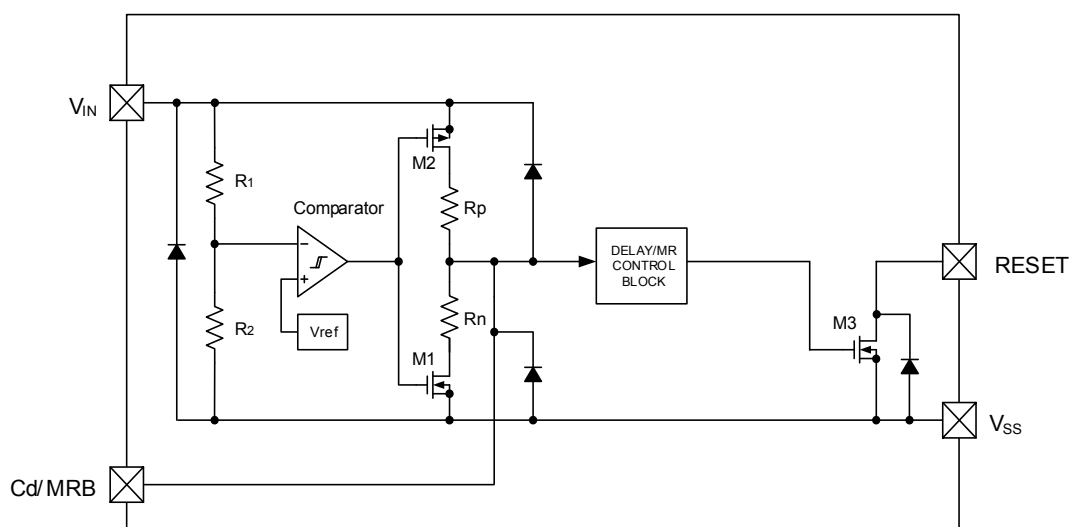 VIN
M2
R1
Comparator
Rp
−
+
DELAY/MR
CONTROL
BLOCK
RESET
R2
Vref
Rn
M3
M1
VSS
Cd/MRB